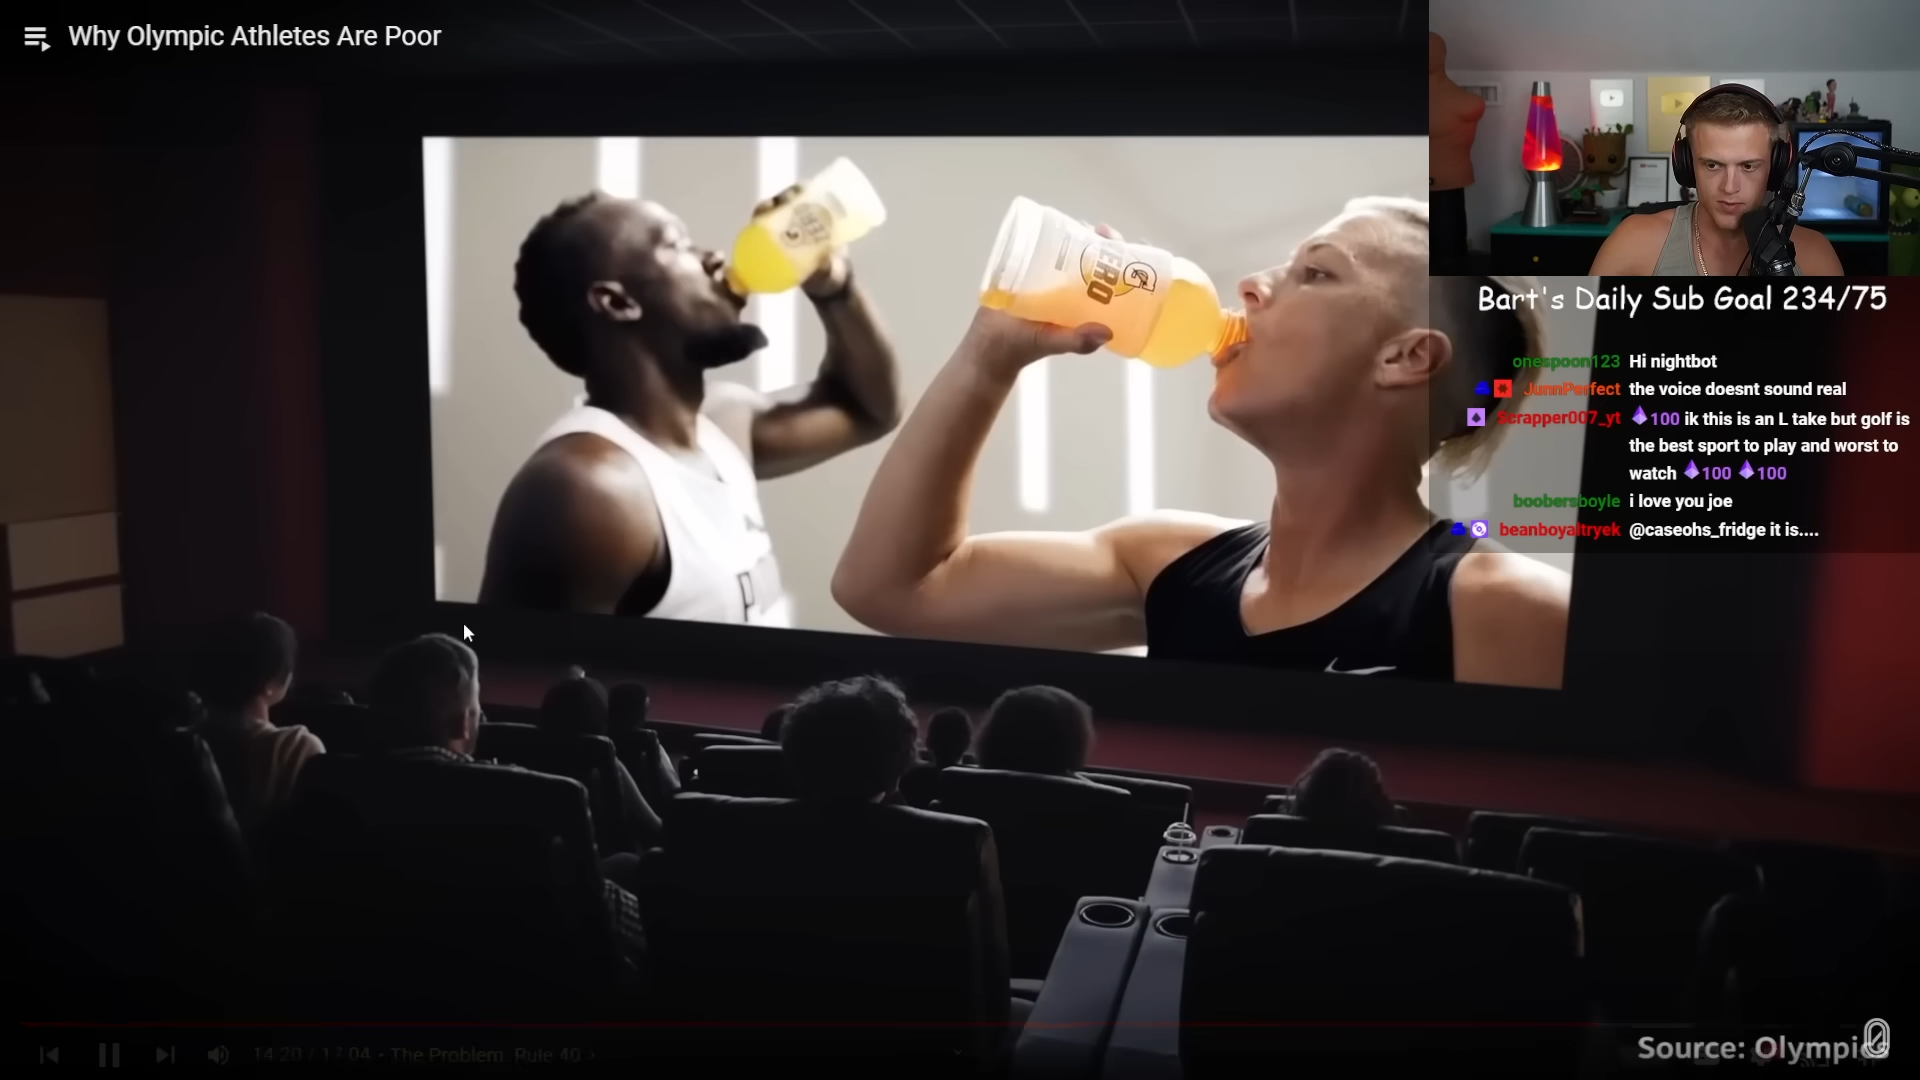 Why Olympic Athletes Are Poor
ERO
G
Bart's Daily Sub Goal 234/75
onespoon123 Hi nightbot
JunnPerfect the voice doesnt sound real
Scrapper007_yt 100 ik this is an L take but golf is
the best sport to play and worst to
watch 100 100
boobersboyle i love you joe
beanboyaltryek @caseohs_fridge it is....
14:20 / 17:04 • The Problem: Rule 40 ›
Source: Olympics